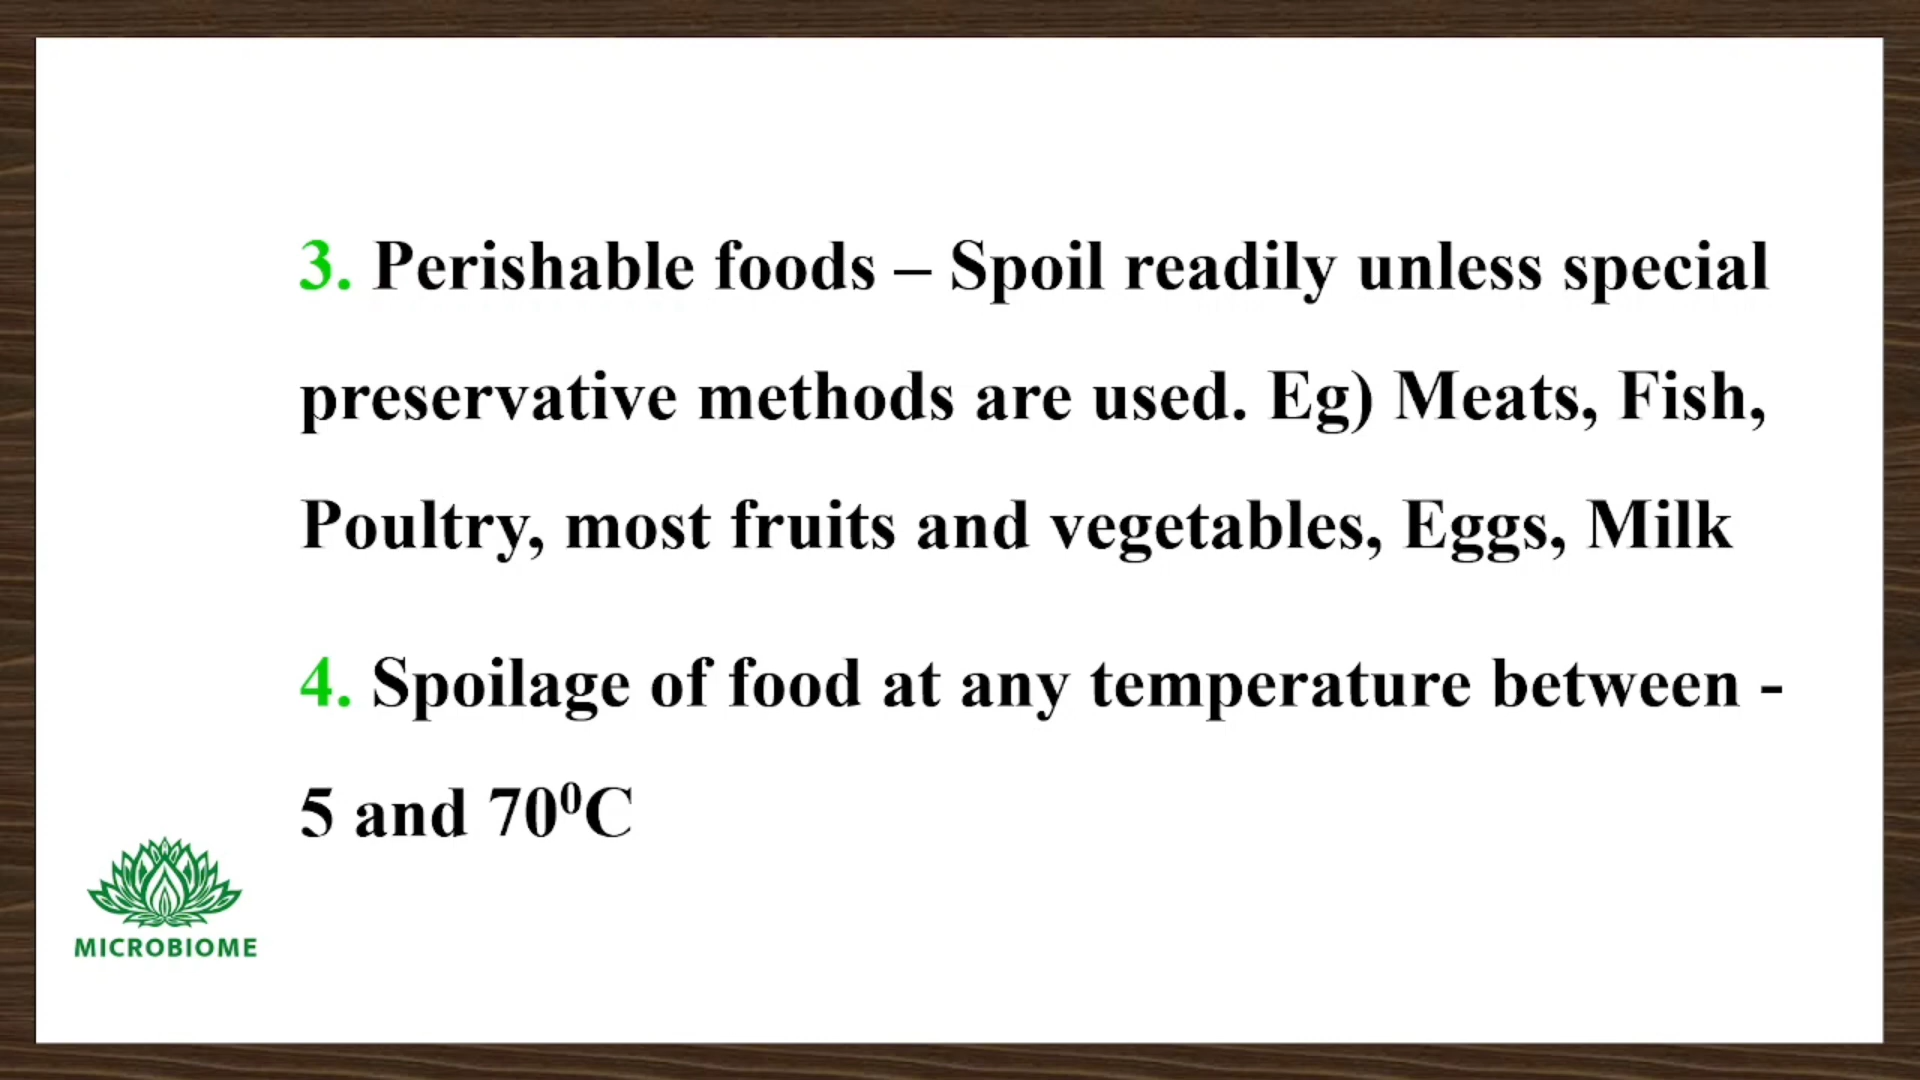 3. Perishable foods – Spoil readily unless special
preservative methods are used. Eg) Meats, Fish,
Poultry, most fruits and vegetables, Eggs, Milk
4. Spoilage of food at any temperature between -
5 and 70⁰C
MICROBIOME